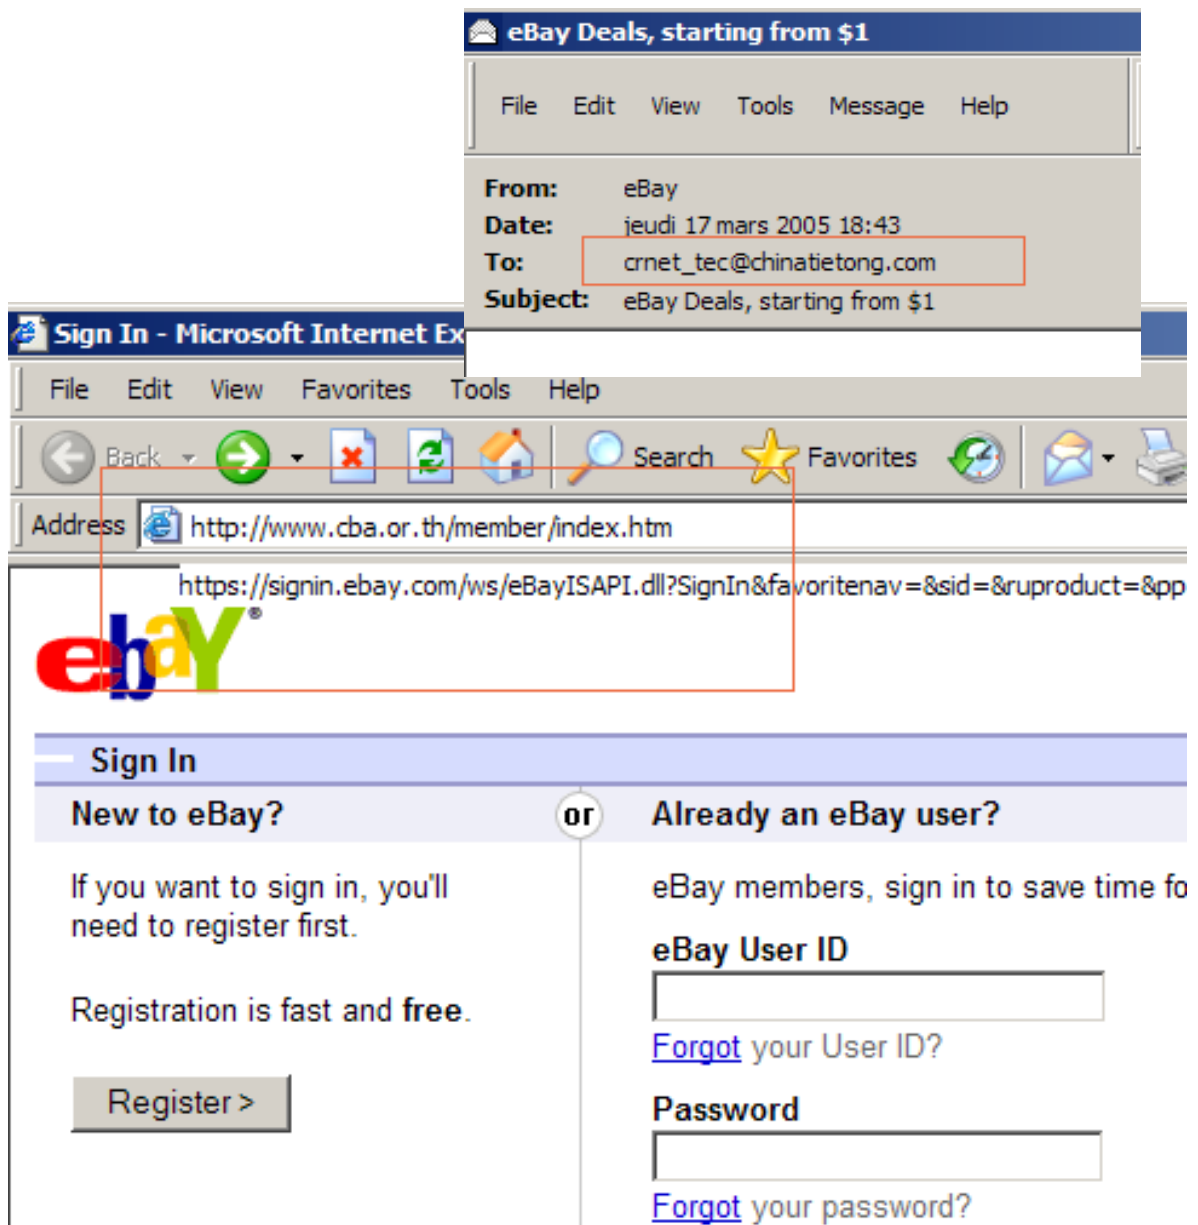 eBay Deals, starting from $1
File Edit View Tools Message Help
From: eBay
Date: jeudi 17 mars 2005 18:43
To: crnet_tec@chinatietong.com
Subject: eBay Deals, starting from $1
Sign In - Microsoft Internet Ex
File Edit View Favorites Tools Help
Back Search Favorites
Address http://www.cba.or.th/member/index.htm
https://signin.ebay.com/ws/eBayISAPI.dll?SignIn&favoritenav=&sid=&ruproduct=&pp
ebaY®
Sign In
New to eBay? or Already an eBay user?
If you want to sign in, you'll
need to register first.
Registration is fast and free.
Register >
eBay members, sign in to save time fo
eBay User ID
Forgot your User ID?
Password
Forgot your password?